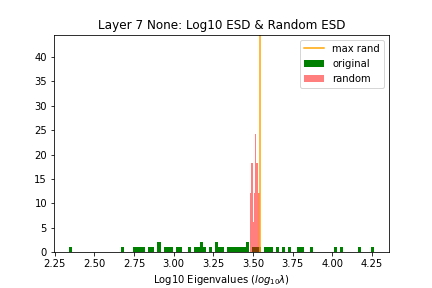 Layer 7 None: Log10 ESD & Random ESD
max rand
original
random
40
35
30
25
20
15
10
5
0
2.25 2.50 2.75 3.00 3.25 3.50 3.75 4.00 4.25
Log10 Eigenvalues (log₁₀λ)